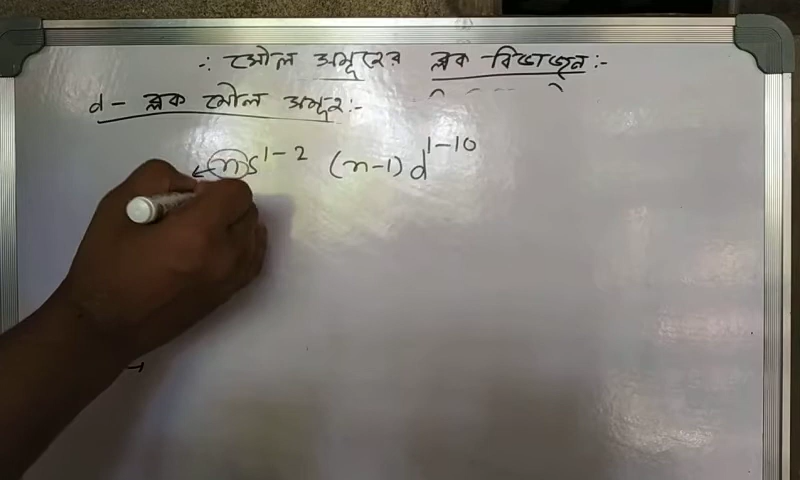 ∴ মৌল সমূহের ব্লক বিভাজন :-
d - ব্লক মৌল সমূহ :-
ns¹⁻² (n-1)d¹⁻¹⁰